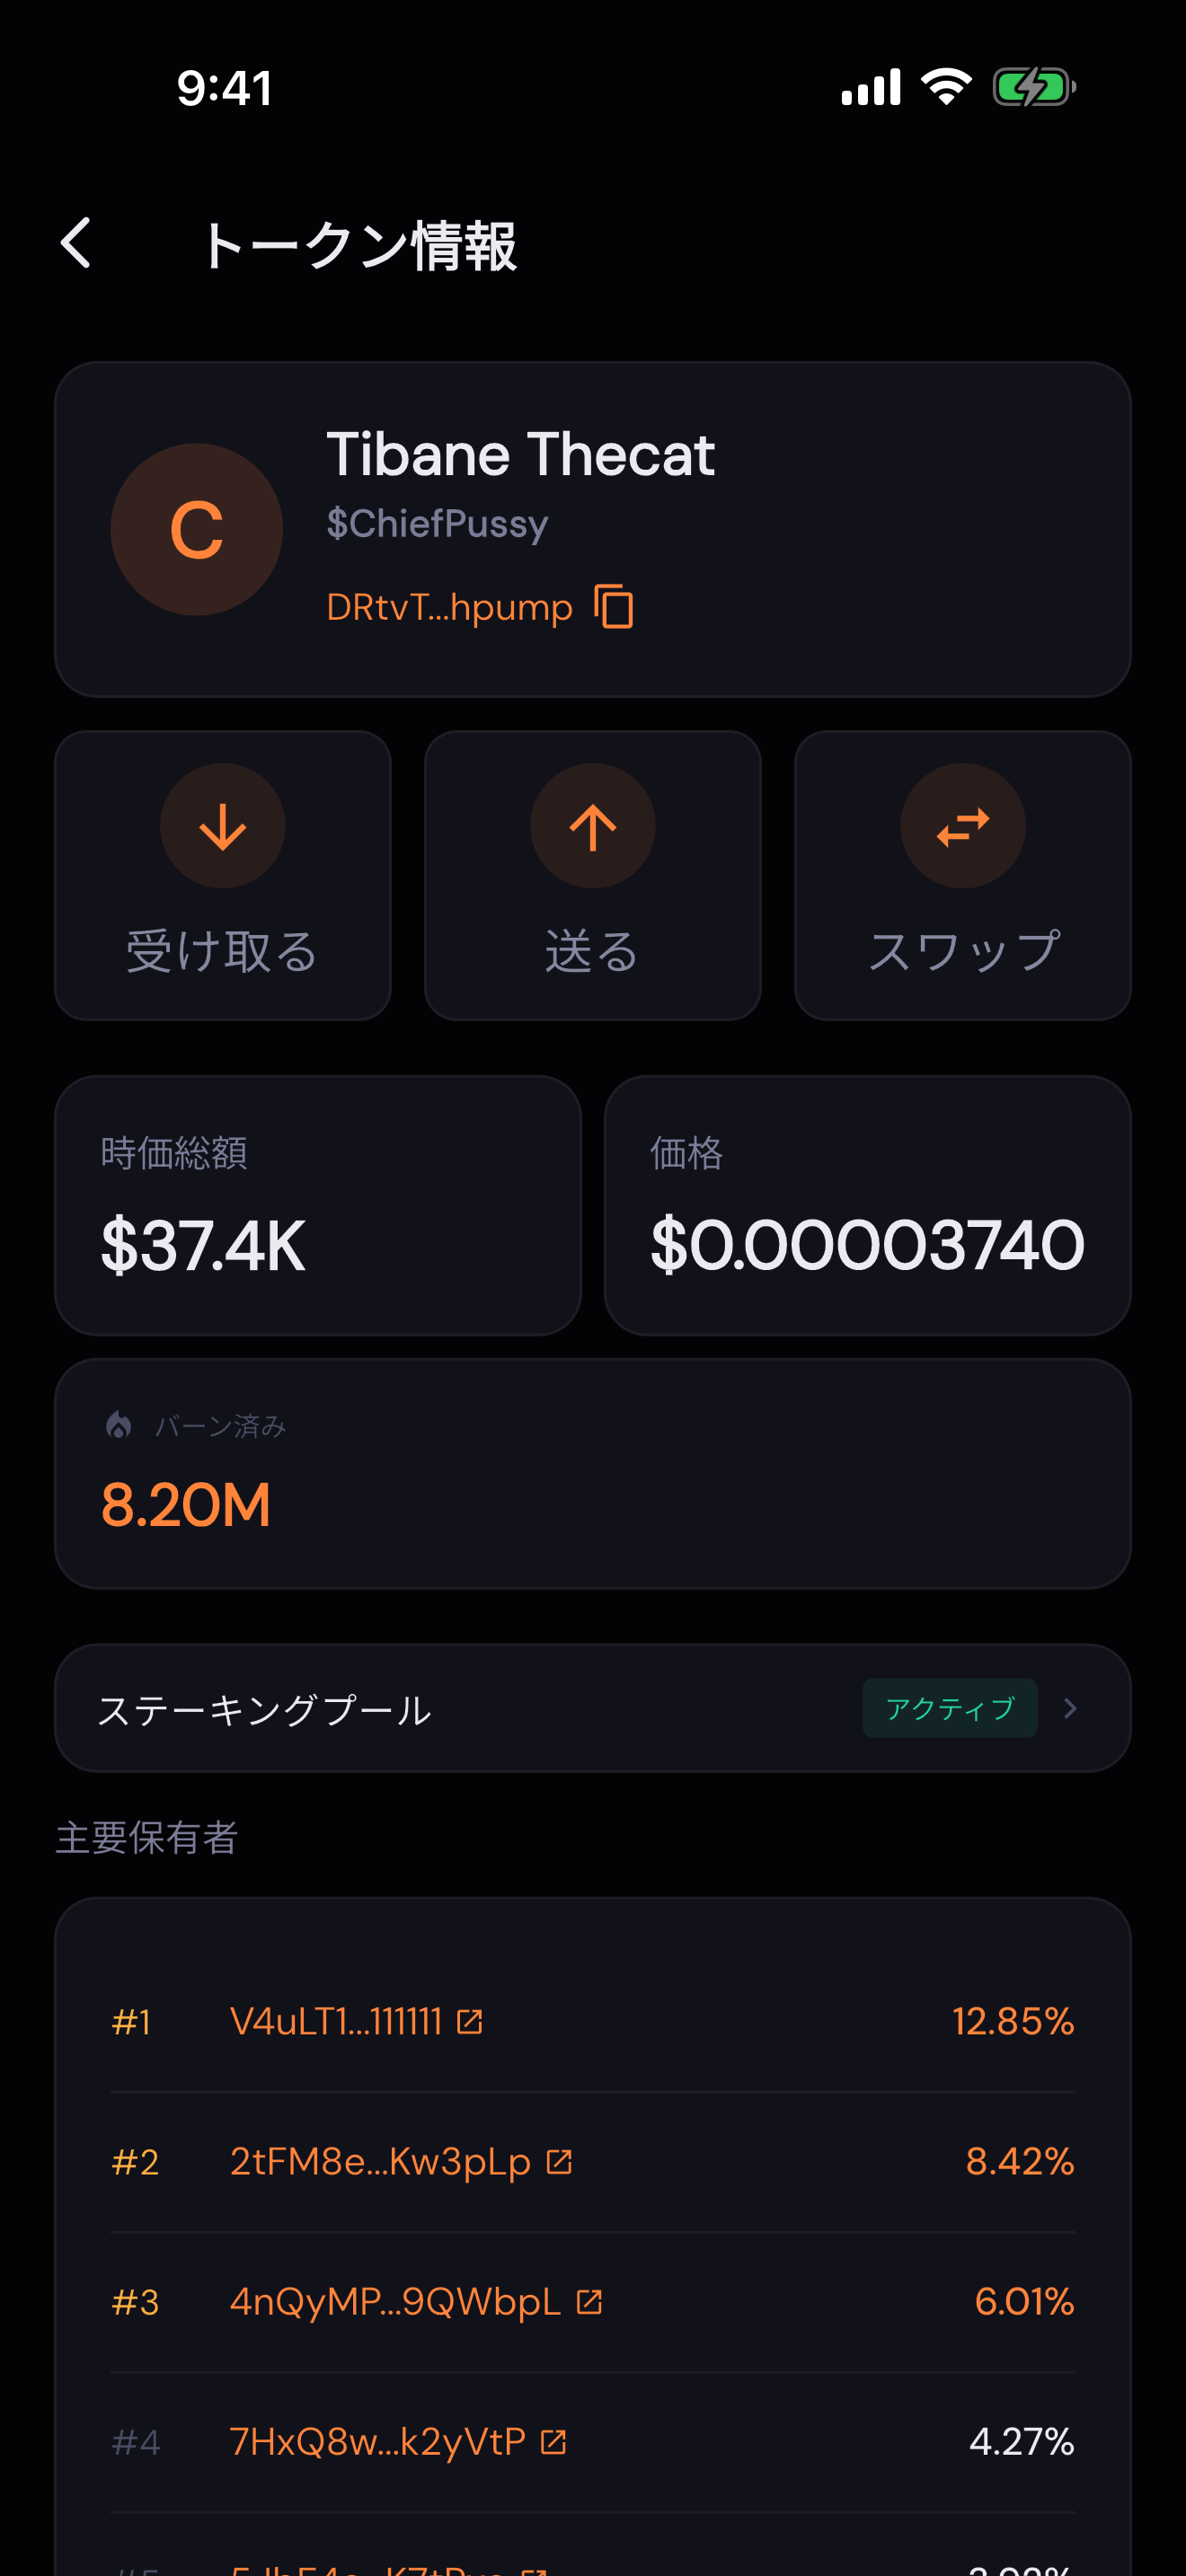 9:41
トークン情報
C
Tibane Thecat
$ChiefPussy
DRtvT...hpump
受け取る
送る
スワップ
時価総額
価格
$37.4K
$0.00003740
バーン済み
8.20M
ステーキングプール
アクティブ
主要保有者
#1 V4uLT1...111111 12.85%
#2 2tFM8e...Kw3pLp 8.42%
#3 4nQyMP...9QWbpL 6.01%
#4 7HxQ8w...k2yVtP 4.27%